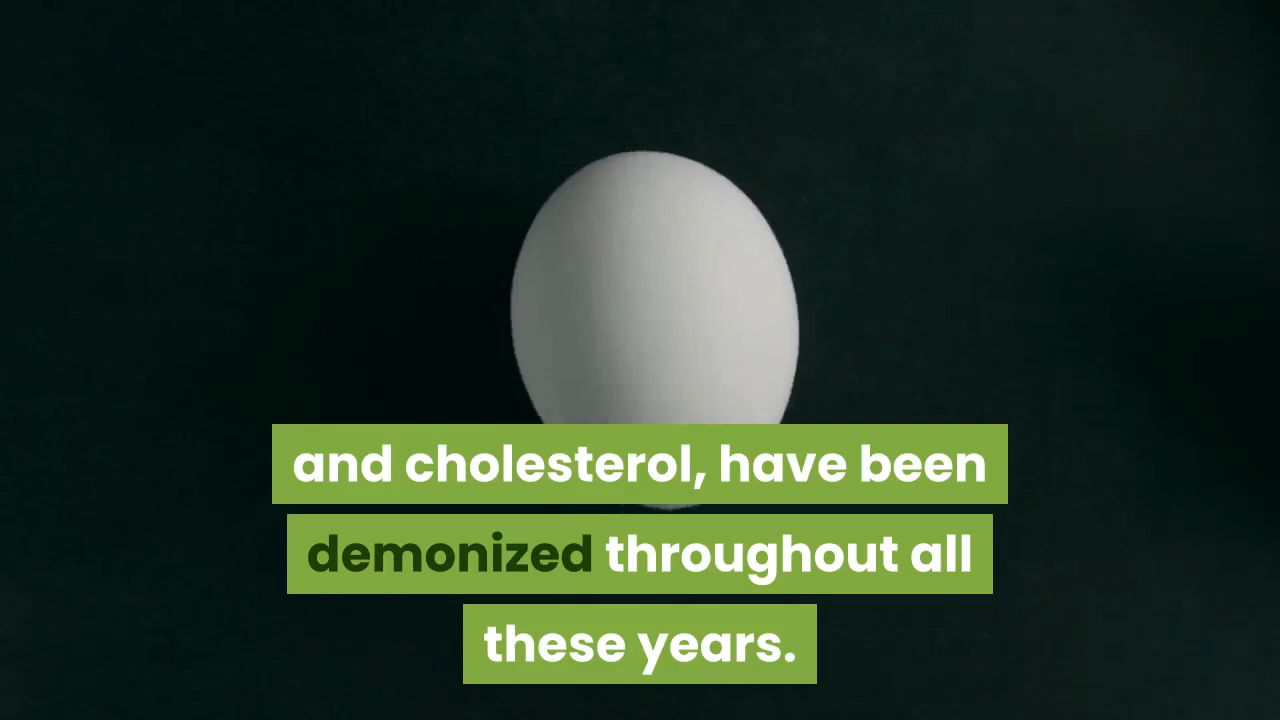 and cholesterol, have been
demonized throughout all
these years.